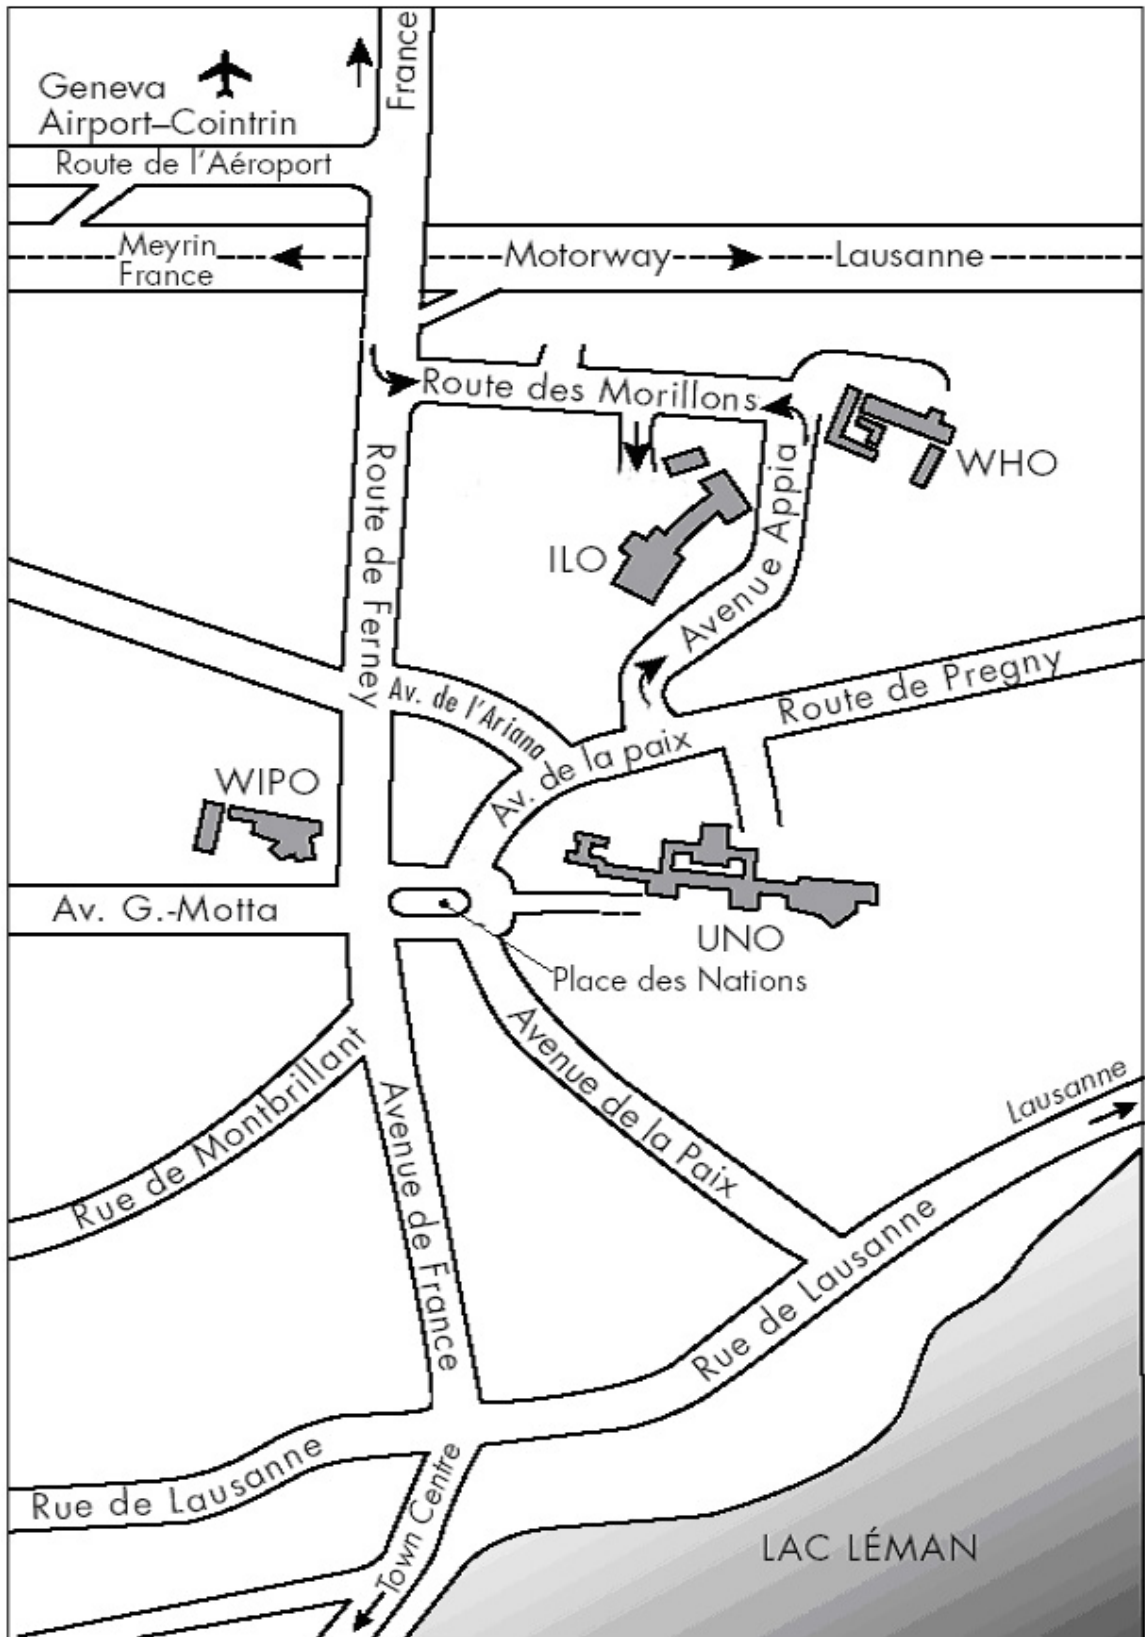 France
Geneva
Airport–Cointrin
Route de l'Aéroport
Meyrin
France
Motorway
Lausanne
Route des Morillons
WHO
Route de Ferney
Avenue Appia
ILO
Av. de l'Ariana
Av. de la paix
Route de Pregny
WIPO
Av. G.-Motta
UNO
Place des Nations
Rue de Montbrillant
Avenue de France
Avenue de la Paix
Lausanne
Rue de Lausanne
Rue de Lausanne
Town Centre
LAC LÉMAN